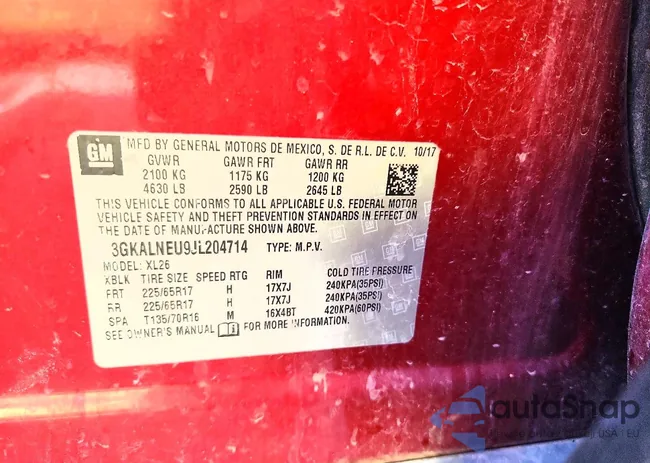 GM
MFD BY GENERAL MOTORS DE MEXICO, S. DE R.L. DE C.V. 10/17
GVWR GAWR FRT GAWR RR
2100 KG 1175 KG 1200 KG
4630 LB 2590 LB 2645 LB
THIS VEHICLE CONFORMS TO ALL APPLICABLE U.S. FEDERAL MOTOR
VEHICLE SAFETY AND THEFT PREVENTION STANDARDS IN EFFECT ON
THE DATE OF MANUFACTURE SHOWN ABOVE.
3GKALNEU9JL204714 TYPE: M.P.V.
MODEL: XL26
XBLK TIRE SIZE SPEED RTG RIM COLD TIRE PRESSURE
FRT 225/65R17 H 17X7J 240KPA(35PSI)
RR 225/65R17 H 17X7J 240KPA(35PSI)
SPA T135/70R16 M 16X4BT 420KPA(60PSI)
SEE OWNER'S MANUAL FOR MORE INFORMATION.
autoSnap